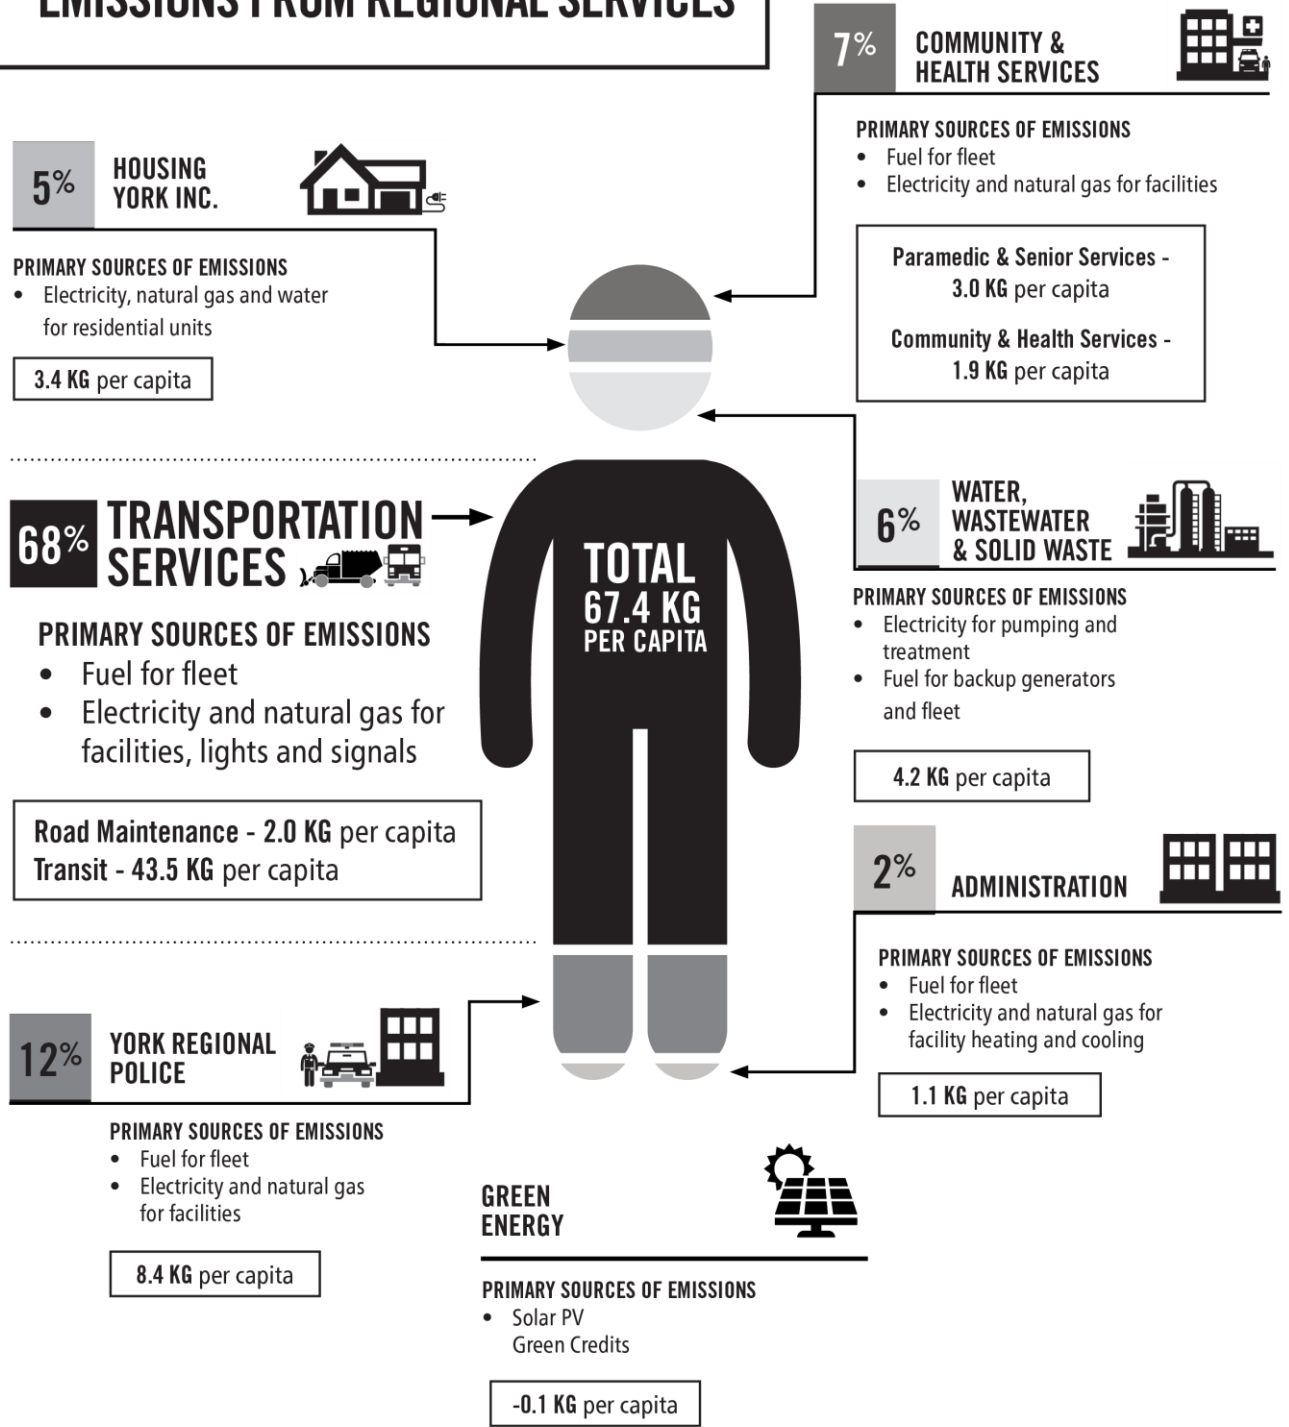 EMISSIONS FROM REGIONAL SERVICES
7%
COMMUNITY &
HEALTH SERVICES
PRIMARY SOURCES OF EMISSIONS
• Fuel for fleet
• Electricity and natural gas for facilities
Paramedic & Senior Services -
3.0 KG per capita
Community & Health Services -
1.9 KG per capita
5%
HOUSING
YORK INC.
PRIMARY SOURCES OF EMISSIONS
• Electricity, natural gas and water
for residential units
3.4 KG per capita
68%
TRANSPORTATION
SERVICES
PRIMARY SOURCES OF EMISSIONS
• Fuel for fleet
• Electricity and natural gas for
facilities, lights and signals
Road Maintenance - 2.0 KG per capita
Transit - 43.5 KG per capita
TOTAL
67.4 KG
PER CAPITA
6%
WATER,
WASTEWATER
& SOLID WASTE
PRIMARY SOURCES OF EMISSIONS
• Electricity for pumping and
treatment
• Fuel for backup generators
and fleet
4.2 KG per capita
2%
ADMINISTRATION
PRIMARY SOURCES OF EMISSIONS
• Fuel for fleet
• Electricity and natural gas for
facility heating and cooling
1.1 KG per capita
12%
YORK REGIONAL
POLICE
PRIMARY SOURCES OF EMISSIONS
• Fuel for fleet
• Electricity and natural gas
for facilities
8.4 KG per capita
GREEN
ENERGY
PRIMARY SOURCES OF EMISSIONS
• Solar PV
Green Credits
-0.1 KG per capita